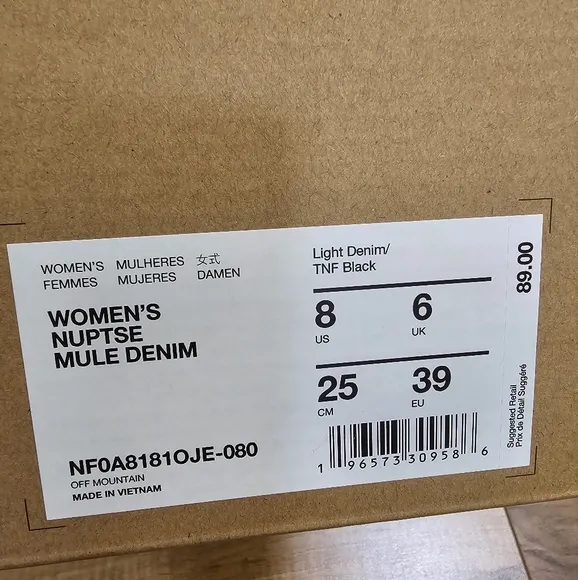 WOMEN'S MULHERES 女式
FEMMES MUJERES DAMEN
WOMEN'S
NUPTSE
MULE DENIM
NF0A8181OJE-080
OFF MOUNTAIN
MADE IN VIETNAM
Light Denim/
TNF Black
8 6
US UK
25 39
CM EU
1 96573 30958 6
89.00
Suggested Retail
Prix de Détail Suggéré